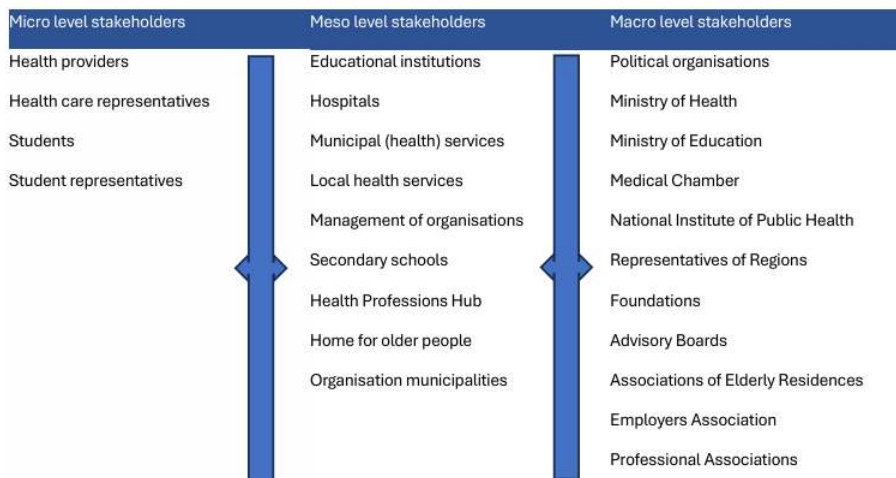 Micro level stakeholders
Health providers
Health care representatives
Students
Student representatives
Meso level stakeholders
Educational institutions
Hospitals
Municipal (health) services
Local health services
Management of organisations
Secondary schools
Health Professions Hub
Home for older people
Organisation municipalities
Macro level stakeholders
Political organisations
Ministry of Health
Ministry of Education
Medical Chamber
National Institute of Public Health
Representatives of Regions
Foundations
Advisory Boards
Associations of Elderly Residences
Employers Association
Professional Associations